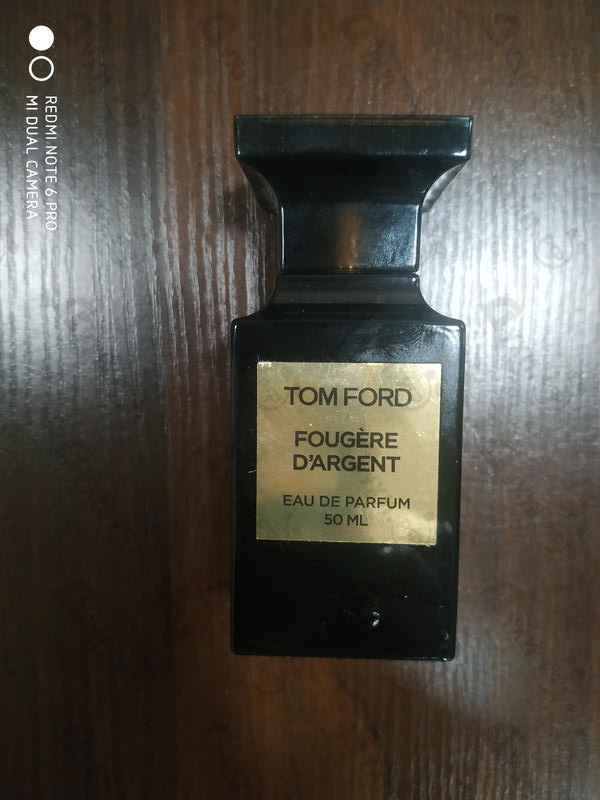 REDMI NOTE 6 PRO
MI DUAL CAMERA
TOM FORD
FOUGÈRE
D'ARGENT
EAU DE PARFUM
50 ML